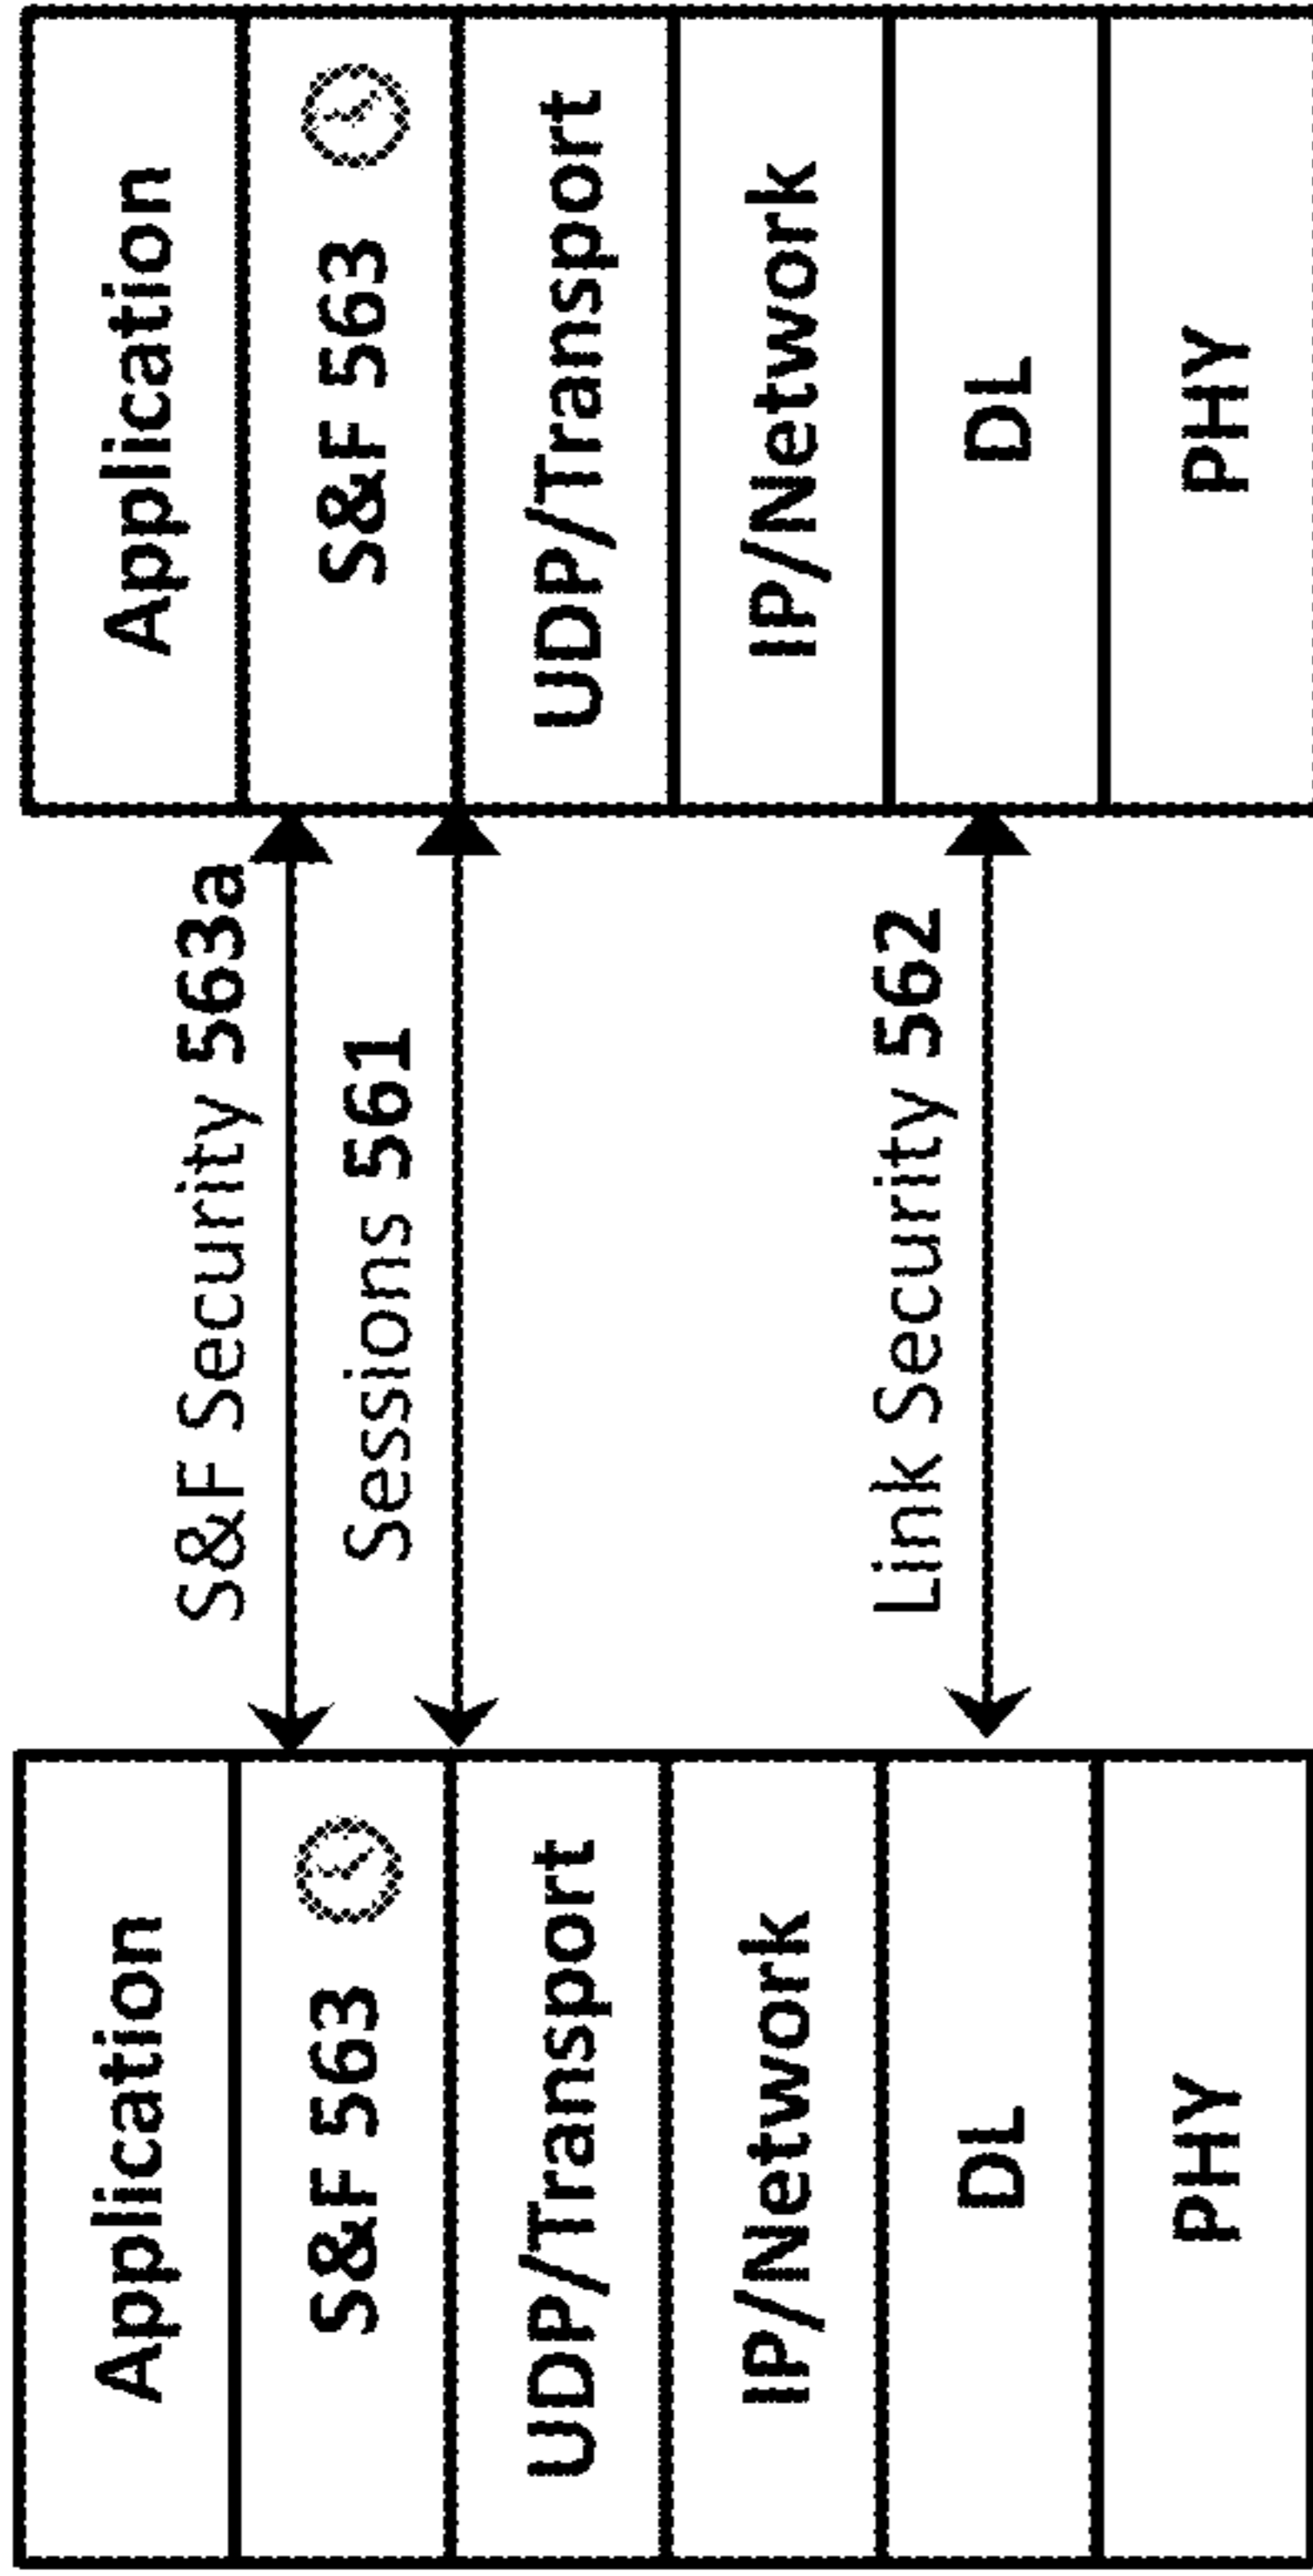 Application
S&F 563
UDP/Transport
IP/Network
DL
PHY
S&F Security 563a
Sessions 561
Link Security 562
Application
S&F 563
UDP/Transport
IP/Network
DL
PHY